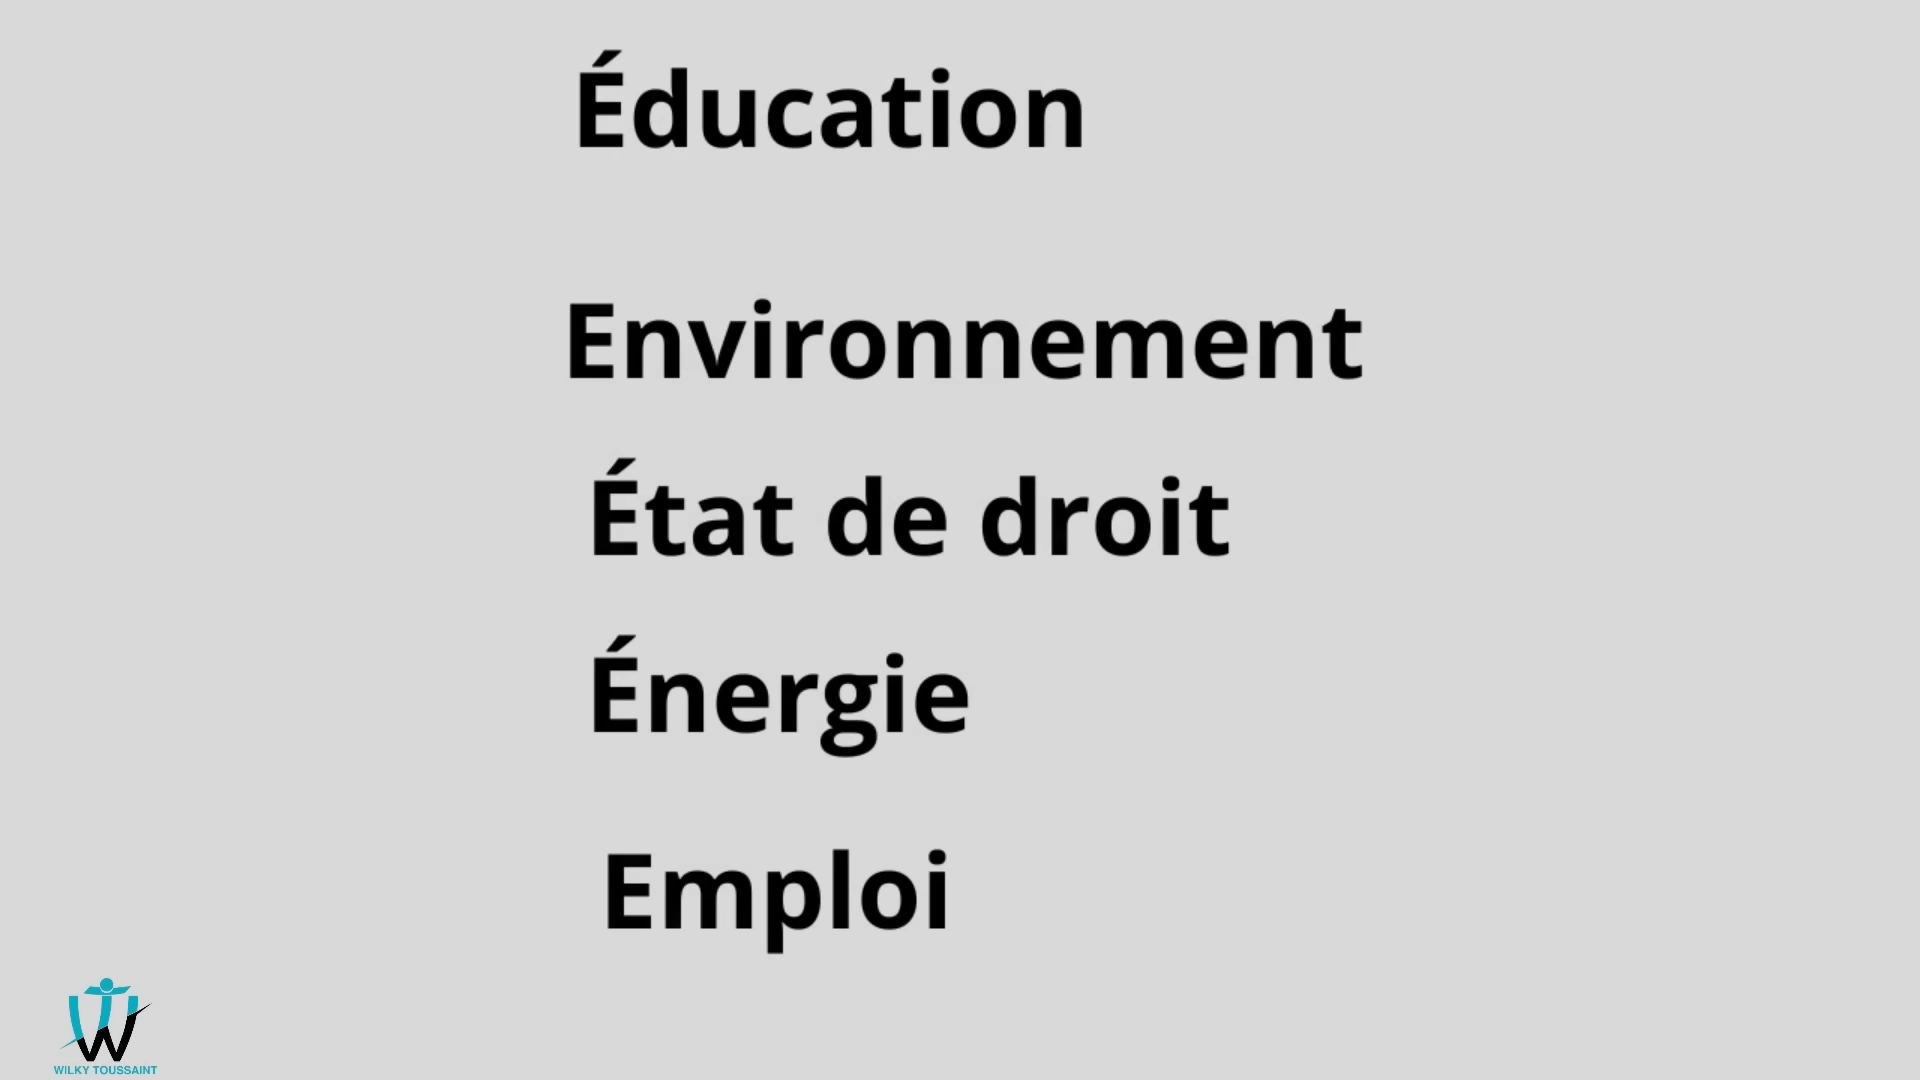 Éducation
Environnement
État de droit
Énergie
Emploi
WILKY TOUSSAINT